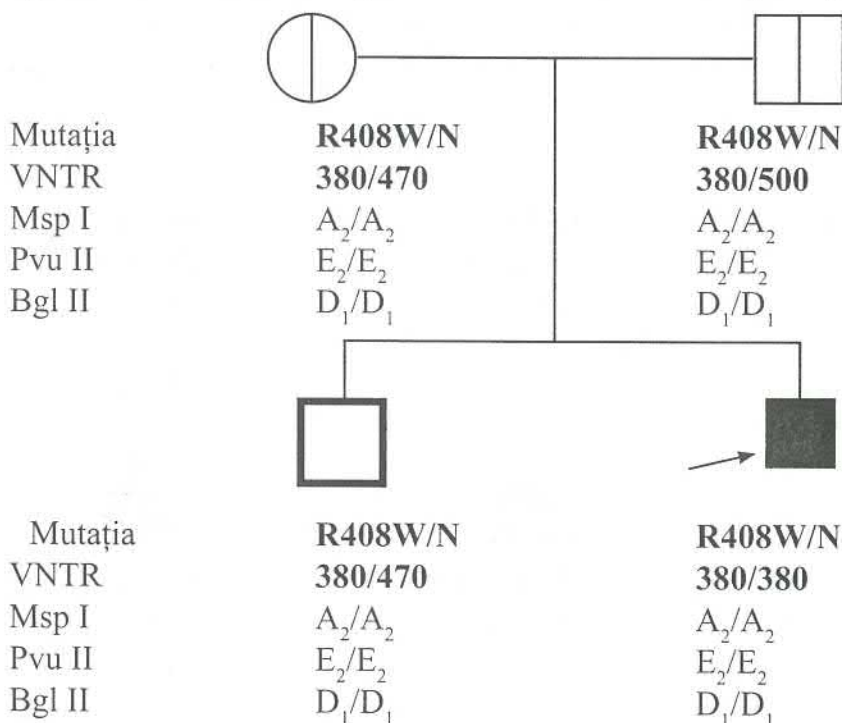 Mutația R408W/N R408W/N
VNTR 380/470 380/500
Msp I A₂/A₂ A₂/A₂
Pvu II E₂/E₂ E₂/E₂
Bgl II D₁/D₁ D₁/D₁
Mutația R408W/N R408W/N
VNTR 380/470 380/380
Msp I A₂/A₂ A₂/A₂
Pvu II E₂/E₂ E₂/E₂
Bgl II D₁/D₁ D₁/D₁